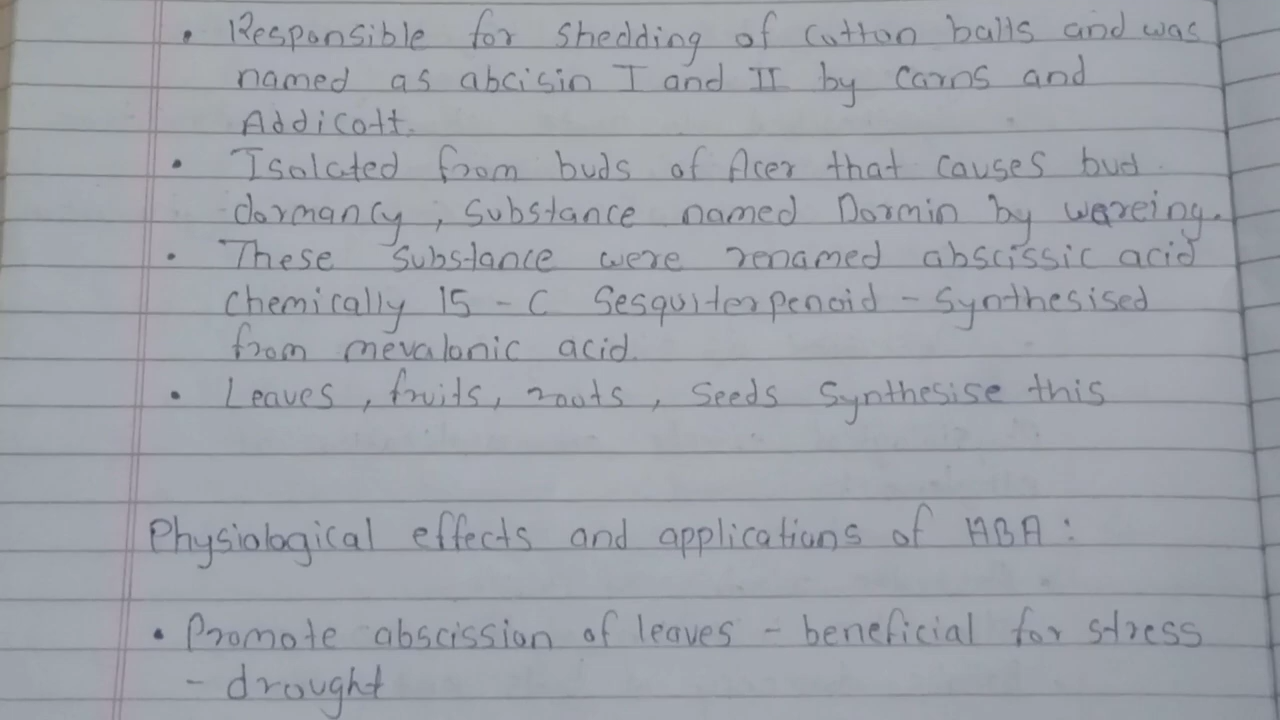 • Responsible for shedding of cotton balls and was
named as abcisin I and II by carns and
Addicott.
• Isolated from buds of Acer that causes bud
dormancy, substance named Dormin by wareing.
• These substance were renamed abscissic acid
chemically 15-C Sesquiterpenoid - Synthesised
from mevalonic acid.
• Leaves, fruits, roots, seeds synthesise this
Physiological effects and applications of ABA:
• Promote abscission of leaves - beneficial for stress
- drought